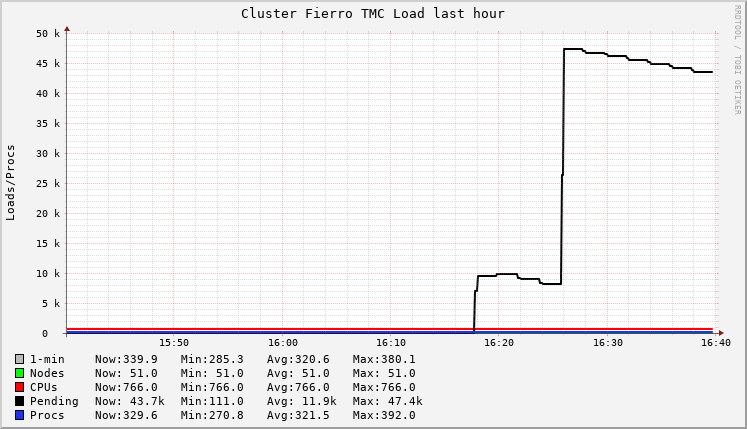 Cluster Fierro TMC Load last hour
RRDTOOL / TOBI OETIKER
Loads/Procs
50 k
45 k
40 k
35 k
30 k
25 k
20 k
15 k
10 k
5 k
0
15:50 16:00 16:10 16:20 16:30 16:40
1-min Now:339.9 Min:285.3 Avg:320.6 Max:380.1
Nodes Now: 51.0 Min: 51.0 Avg: 51.0 Max: 51.0
CPUs Now:766.0 Min:766.0 Avg:766.0 Max:766.0
Pending Now: 43.7k Min:111.0 Avg: 11.9k Max: 47.4k
Procs Now:329.6 Min:270.8 Avg:321.5 Max:392.0